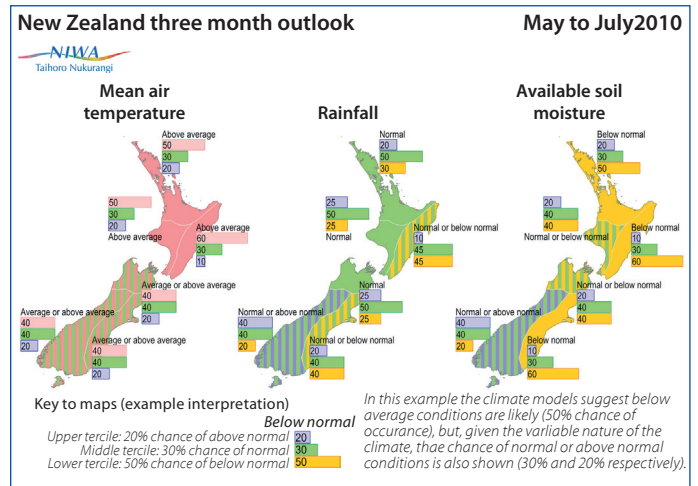 New Zealand three month outlook
May to July2010
NIWA
Taihoro Nukurangi
Mean air
temperature
Above average
50
30
20
50
30
20
Above average
Above average
60
30
10
Average or above average
40
40
20
Average or above average
40
40
20
Average or above average
40
40
20
Rainfall
Normal
20
50
30
25
50
25
Normal
Normal or below normal
10
45
45
Normal
25
50
25
Normal or above normal
40
40
20
Normal or below normal
20
40
40
Available soil
moisture
Below normal
20
30
50
20
40
40
Normal or below normal
Below normal
10
30
60
Normal or below normal
20
40
40
Normal or above normal
40
40
20
Below normal
10
30
60
Key to maps (example interpretation)
Below normal
Upper tercile: 20% chance of above normal 20
Middle tercile: 30% chance of normal 30
Lower tercile: 50% chance of below normal 50
In this example the climate models suggest below
average conditions are likely (50% chance of
occurance), but, given the varliable nature of the
climate, thae chance of normal or above normal
conditions is also shown (30% and 20% respectively).